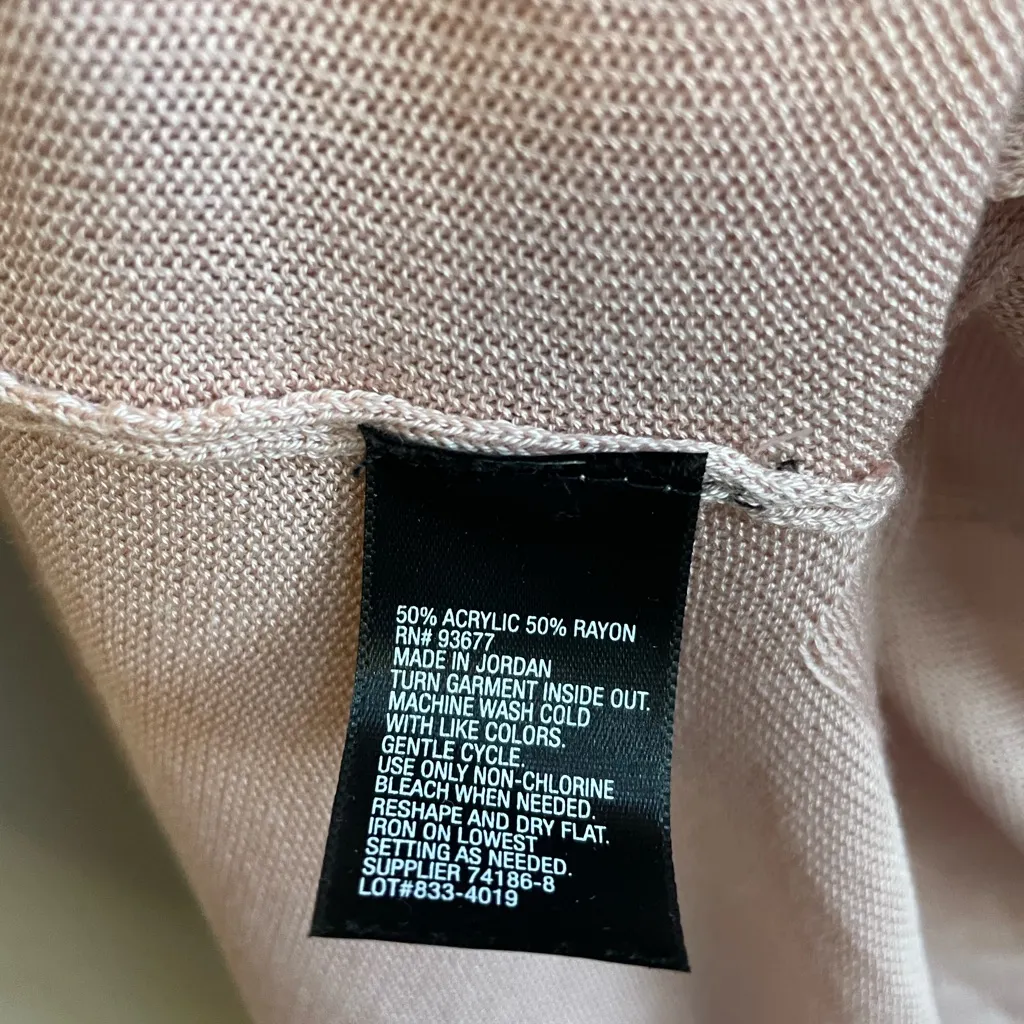 50% ACRYLIC 50% RAYON
RN# 93677
MADE IN JORDAN
TURN GARMENT INSIDE OUT.
MACHINE WASH COLD
WITH LIKE COLORS.
GENTLE CYCLE.
USE ONLY NON-CHLORINE
BLEACH WHEN NEEDED.
RESHAPE AND DRY FLAT.
IRON ON LOWEST
SETTING AS NEEDED.
SUPPLIER 74186-8
LOT#833-4019